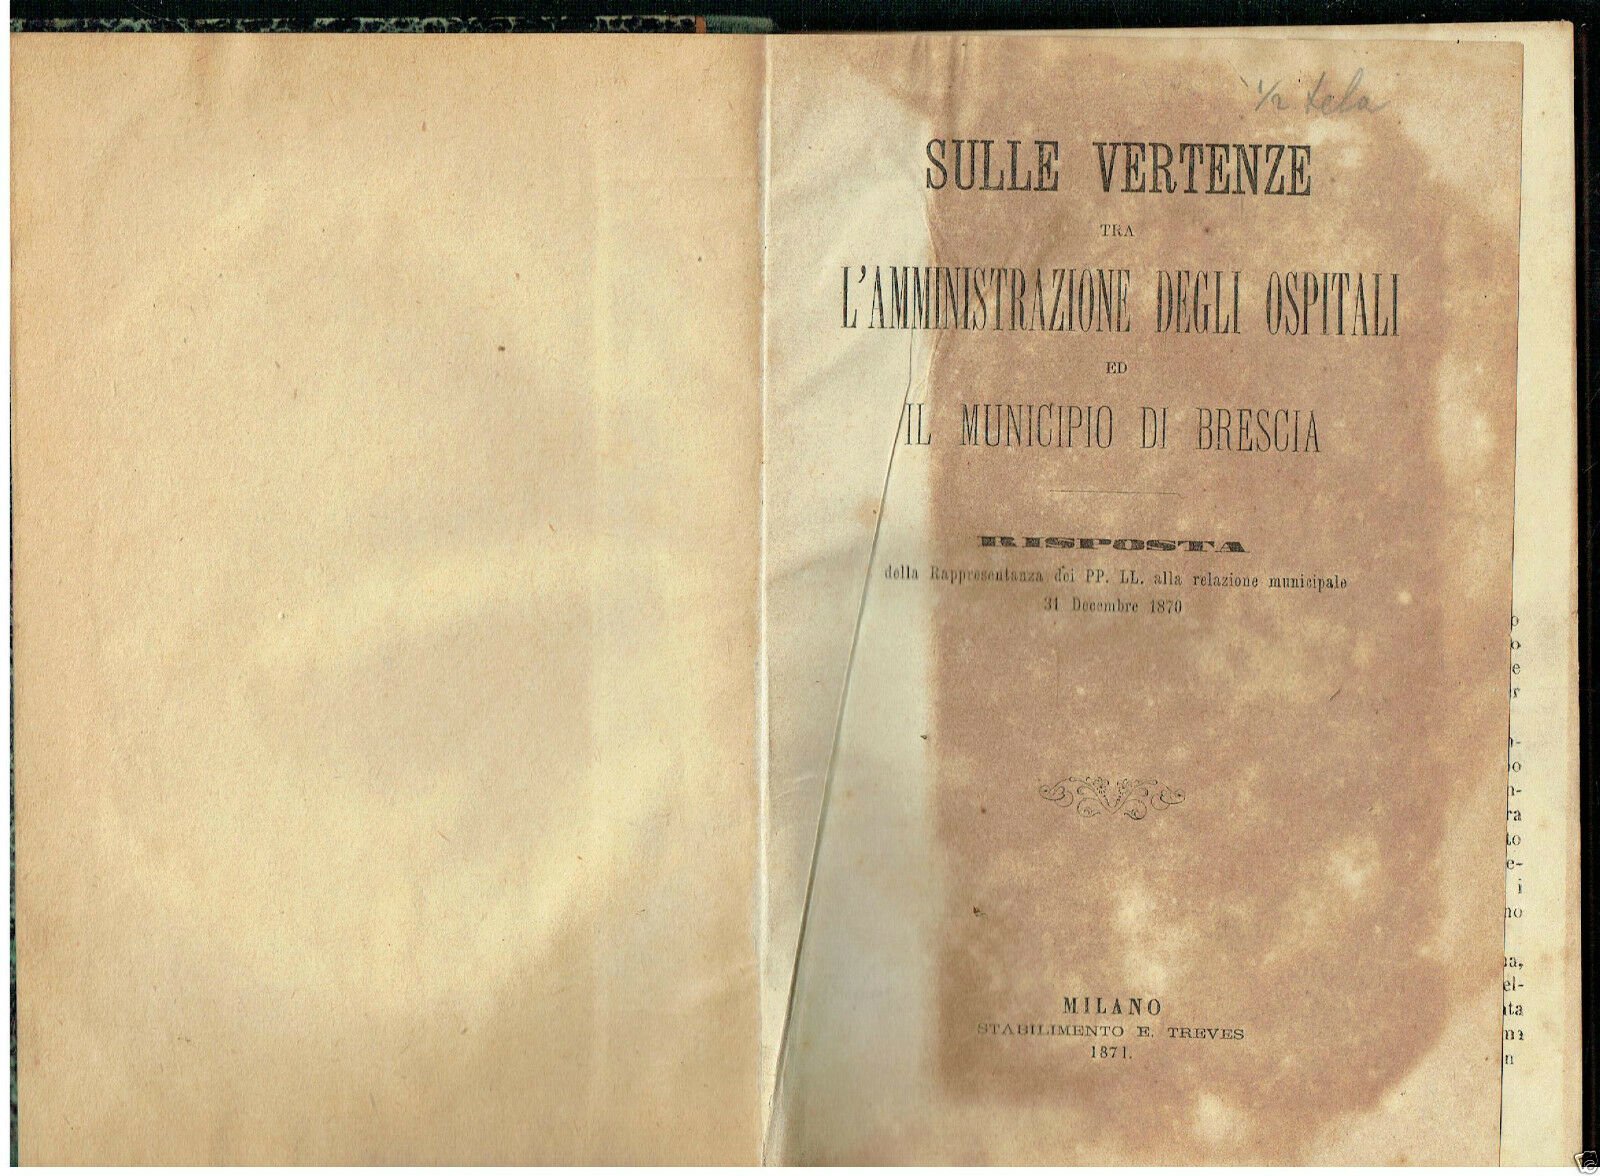 1/2 tela
SULLE VERTENZE
TRA
L'AMMINISTRAZIONE DEGLI OSPITALI
ED
IL MUNICIPIO DI BRESCIA
RISPOSTA
della Rappresentanza dei PP. LL. alla relazione municipale
31 Decembre 1870
MILANO
STABILIMENTO E. TREVES
1871.